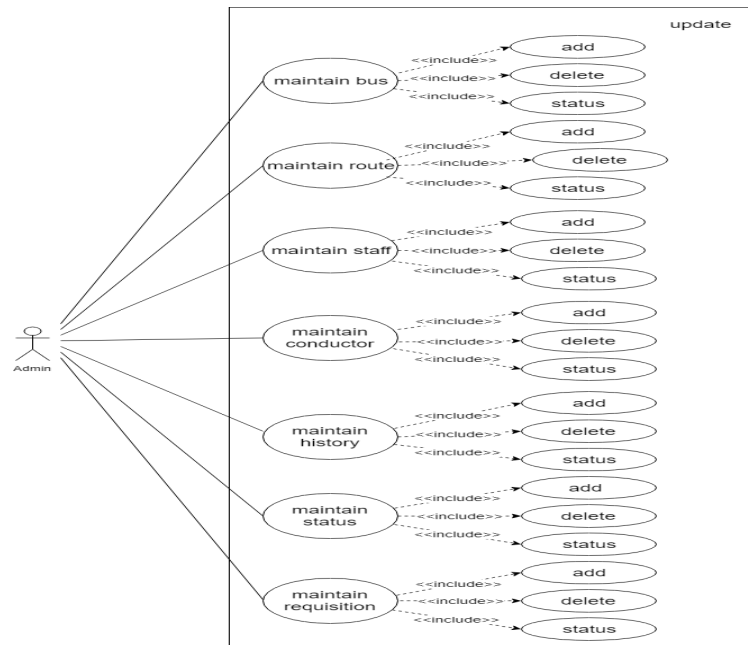 update
add
<<include>>
maintain bus
<<include>>
delete
<<include>>
status
add
<<include>>
maintain route
<<include>>
delete
<<include>>
status
add
<<include>>
maintain staff
<<include>>
delete
<<include>>
status
add
<<include>>
maintain
conductor
<<include>>
delete
<<include>>
status
Admin
add
<<include>>
maintain
history
<<include>>
delete
<<include>>
status
add
<<include>>
maintain
status
<<include>>
delete
<<include>>
status
add
<<include>>
maintain
requisition
<<include>>
delete
<<include>>
status